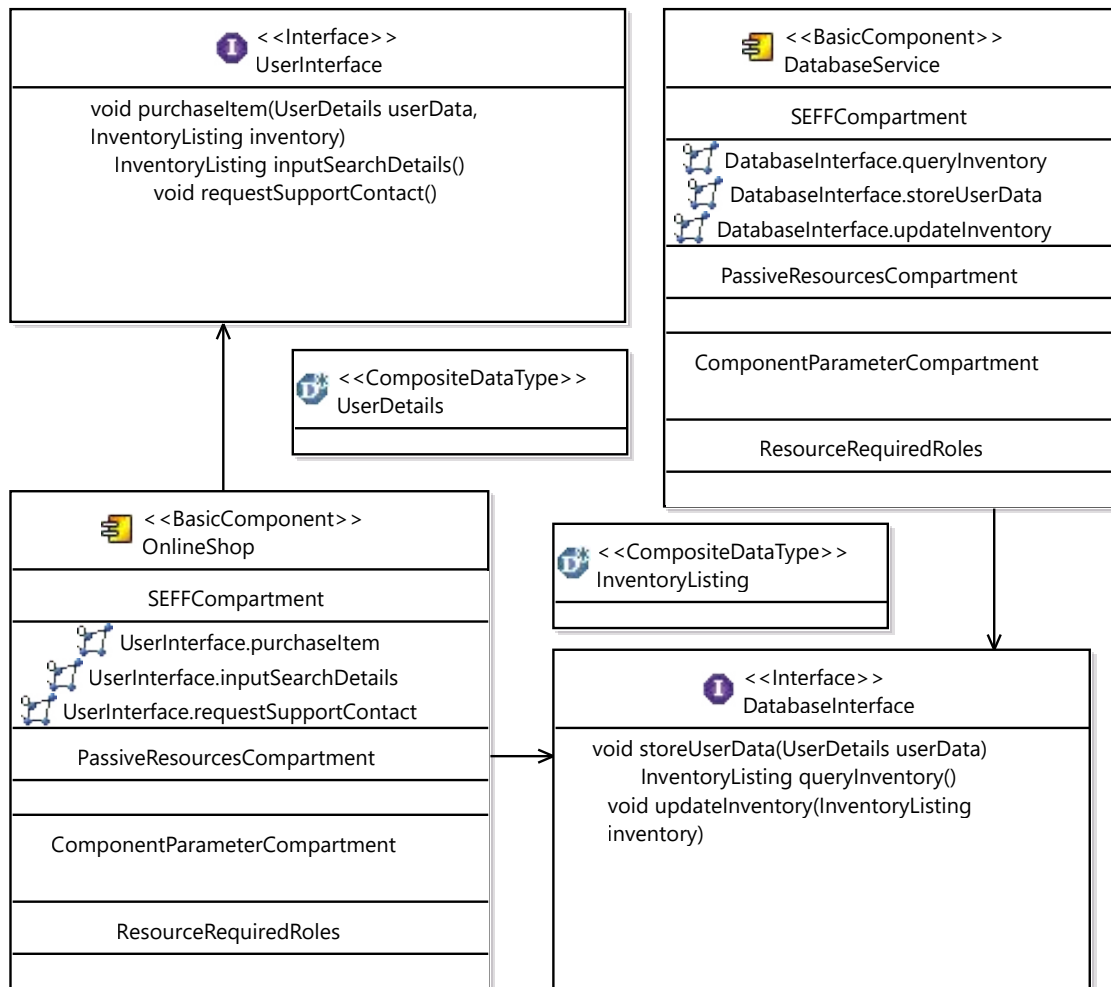 <<Interface>>
UserInterface
void purchaseItem(UserDetails userData,
InventoryListing inventory)
InventoryListing inputSearchDetails()
void requestSupportContact()
<<BasicComponent>>
DatabaseService
SEFFCompartment
DatabaseInterface.queryInventory
DatabaseInterface.storeUserData
DatabaseInterface.updateInventory
PassiveResourcesCompartment
ComponentParameterCompartment
ResourceRequiredRoles
<<CompositeDataType>>
UserDetails
<<BasicComponent>>
OnlineShop
SEFFCompartment
UserInterface.purchaseItem
UserInterface.inputSearchDetails
UserInterface.requestSupportContact
PassiveResourcesCompartment
ComponentParameterCompartment
ResourceRequiredRoles
<<CompositeDataType>>
InventoryListing
<<Interface>>
DatabaseInterface
void storeUserData(UserDetails userData)
InventoryListing queryInventory()
void updateInventory(InventoryListing
inventory)